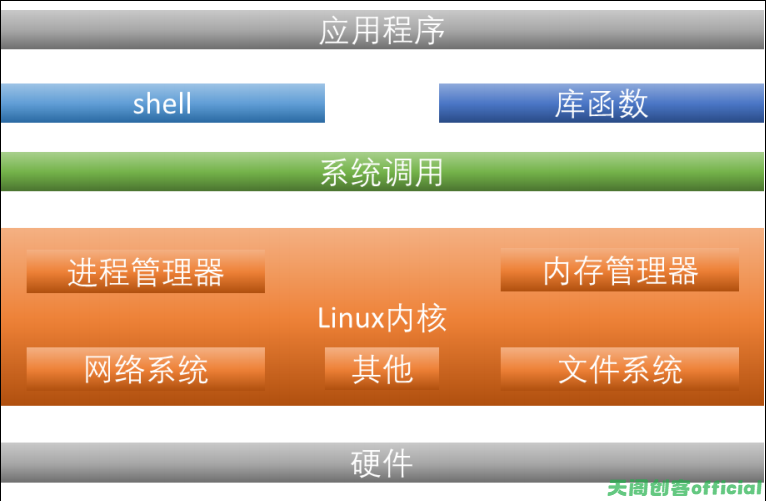 应用程序
shell
库函数
系统调用
进程管理器
内存管理器
Linux内核
网络系统
其他
文件系统
硬件
天阁创客official